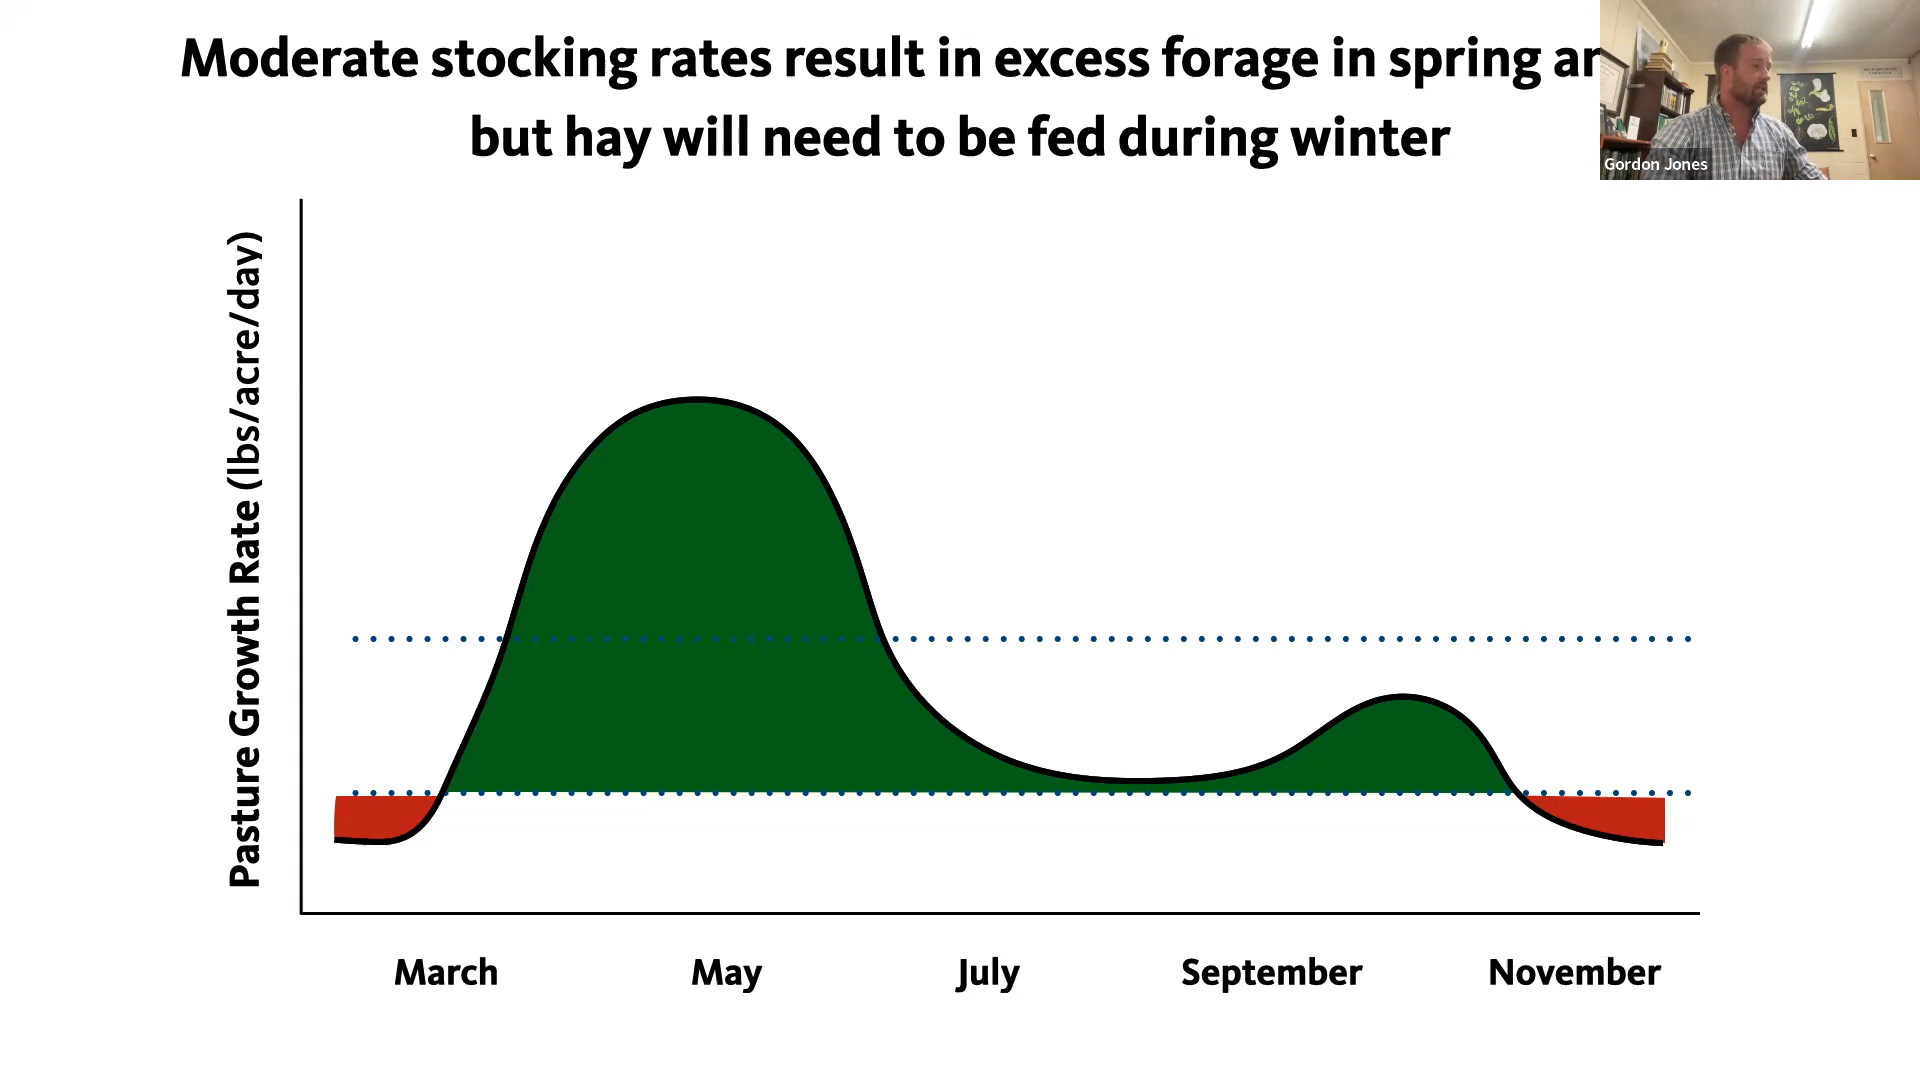 Moderate stocking rates result in excess forage in spring
but hay will need to be fed during winter
Gordon Jones
Pasture Growth Rate (lbs/acre/day)
March May July September November